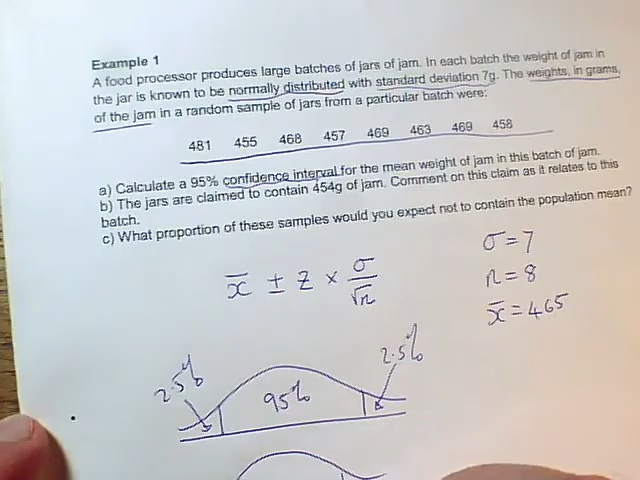 Example 1
A food processor produces large batches of jars of jam. In each batch the weight of jam in
the jar is known to be normally distributed with standard deviation 7g. The weights, in grams,
of the jam in a random sample of jars from a particular batch were:
481 455 468 457 469 463 469 458
a) Calculate a 95% confidence interval for the mean weight of jam in this batch of jam.
b) The jars are claimed to contain 454g of jam. Comment on this claim as it relates to this
batch.
c) What proportion of these samples would you expect not to contain the population mean?
σ = 7
x̄ ± z × σ/√n
n = 8
x̄ = 465
2.5% 2.5%
95%